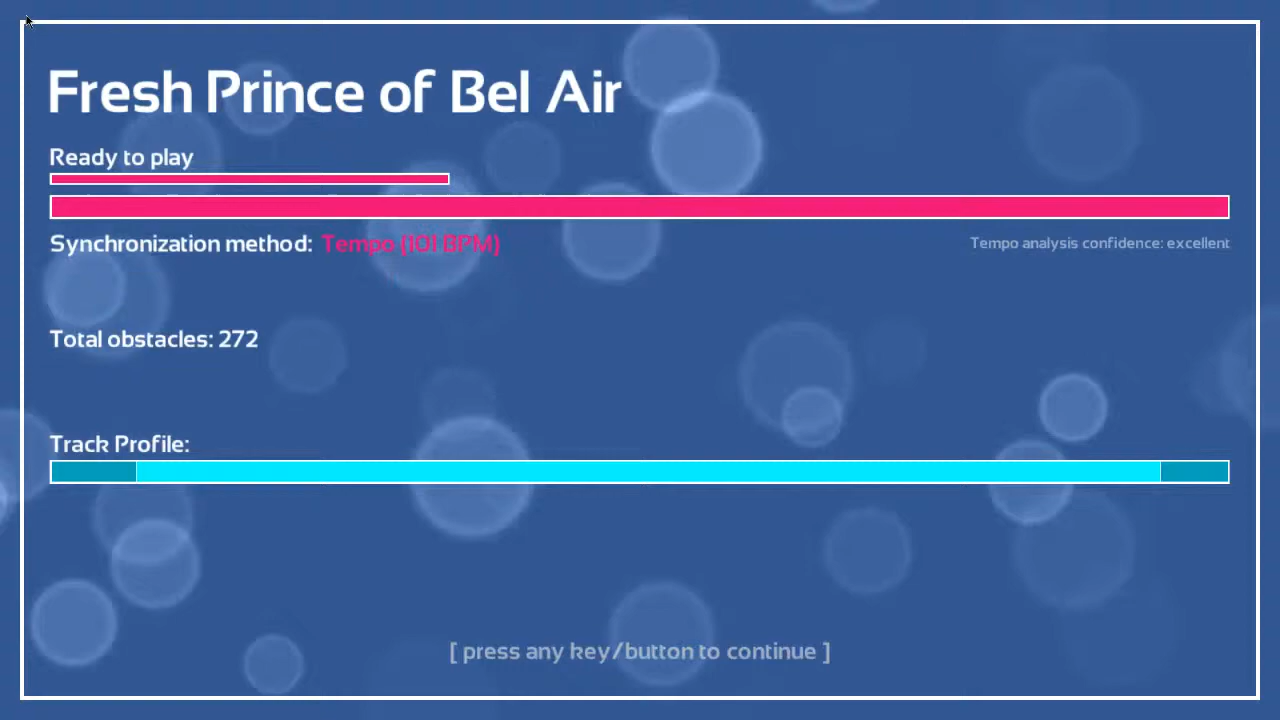 Fresh Prince of Bel Air
Ready to play
Synchronization method: Tempo (101 BPM)
Tempo analysis confidence: excellent
Total obstacles: 272
Track Profile:
[ press any key/button to continue ]